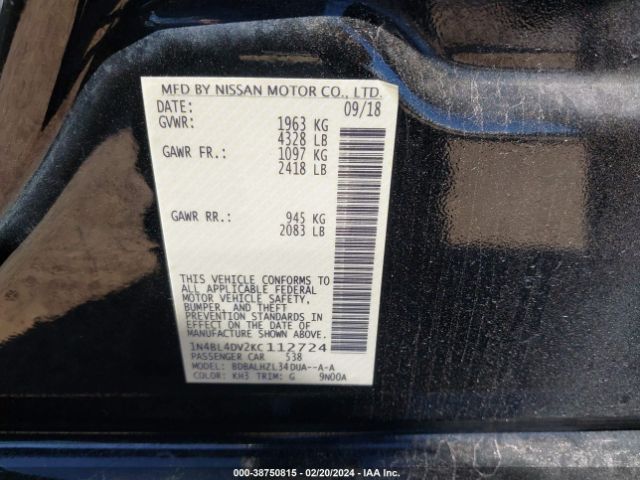 MFD BY NISSAN MOTOR CO., LTD.
DATE: 09/18
GVWR: 1963 KG
4328 LB
GAWR FR.: 1097 KG
2418 LB
GAWR RR.: 945 KG
2083 LB
THIS VEHICLE CONFORMS TO
ALL APPLICABLE FEDERAL
MOTOR VEHICLE SAFETY,
BUMPER, AND THEFT
PREVENTION STANDARDS IN
EFFECT ON THE DATE OF
MANUFACTURE SHOWN ABOVE.
1N4BL4DV2KC112724
PASSENGER CAR 538
MODEL: BDBALHZL34DUA--A-A
COLOR: KH3 TRIM: G 9N00A
000-38750815 - 02/20/2024 - IAA Inc.